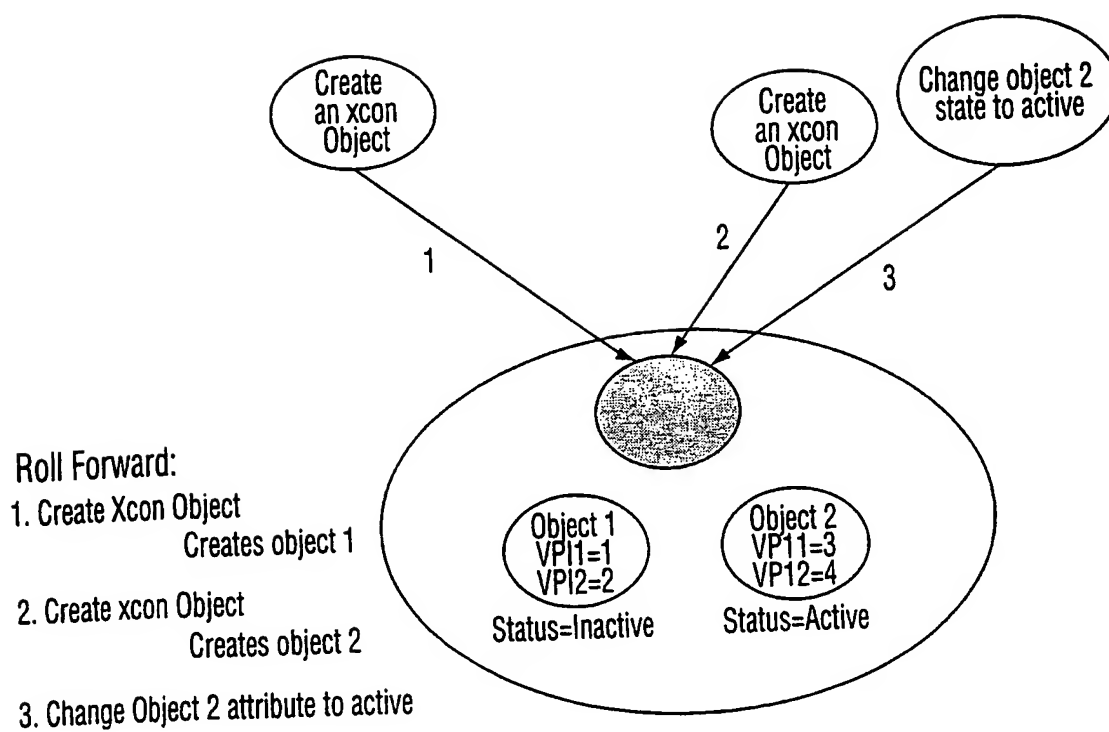 Create
an xcon
Object
Create
an xcon
Object
Change object 2
state to active
1
2
3
Roll Forward:
1. Create Xcon Object
Creates object 1
2. Create xcon Object
Creates object 2
3. Change Object 2 attribute to active
Object 1
VPI1=1
VPI2=2
Status=Inactive
Object 2
VP11=3
VP12=4
Status=Active